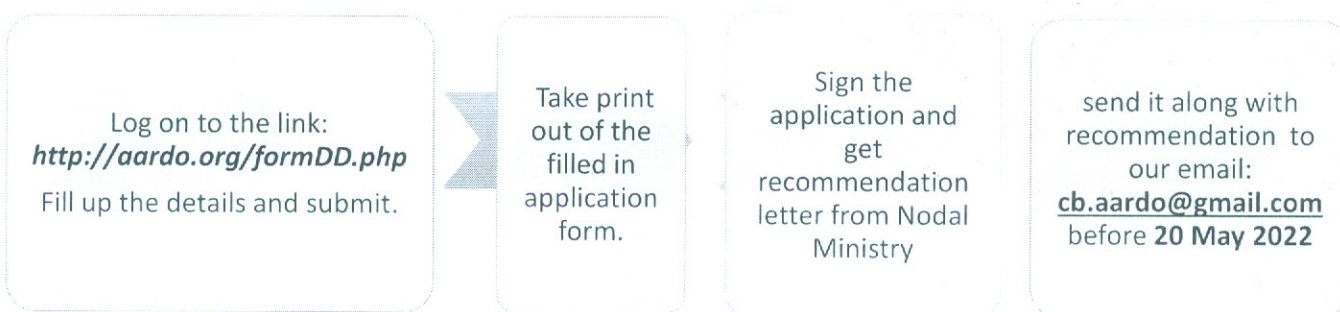 Log on to the link:
http://aardo.org/formDD.php
Fill up the details and submit.
Take print
out of the
filled in
application
form.
Sign the
application and
get
recommendation
letter from Nodal
Ministry
send it along with
recommendation to
our email:
cb.aardo@gmail.com
before 20 May 2022